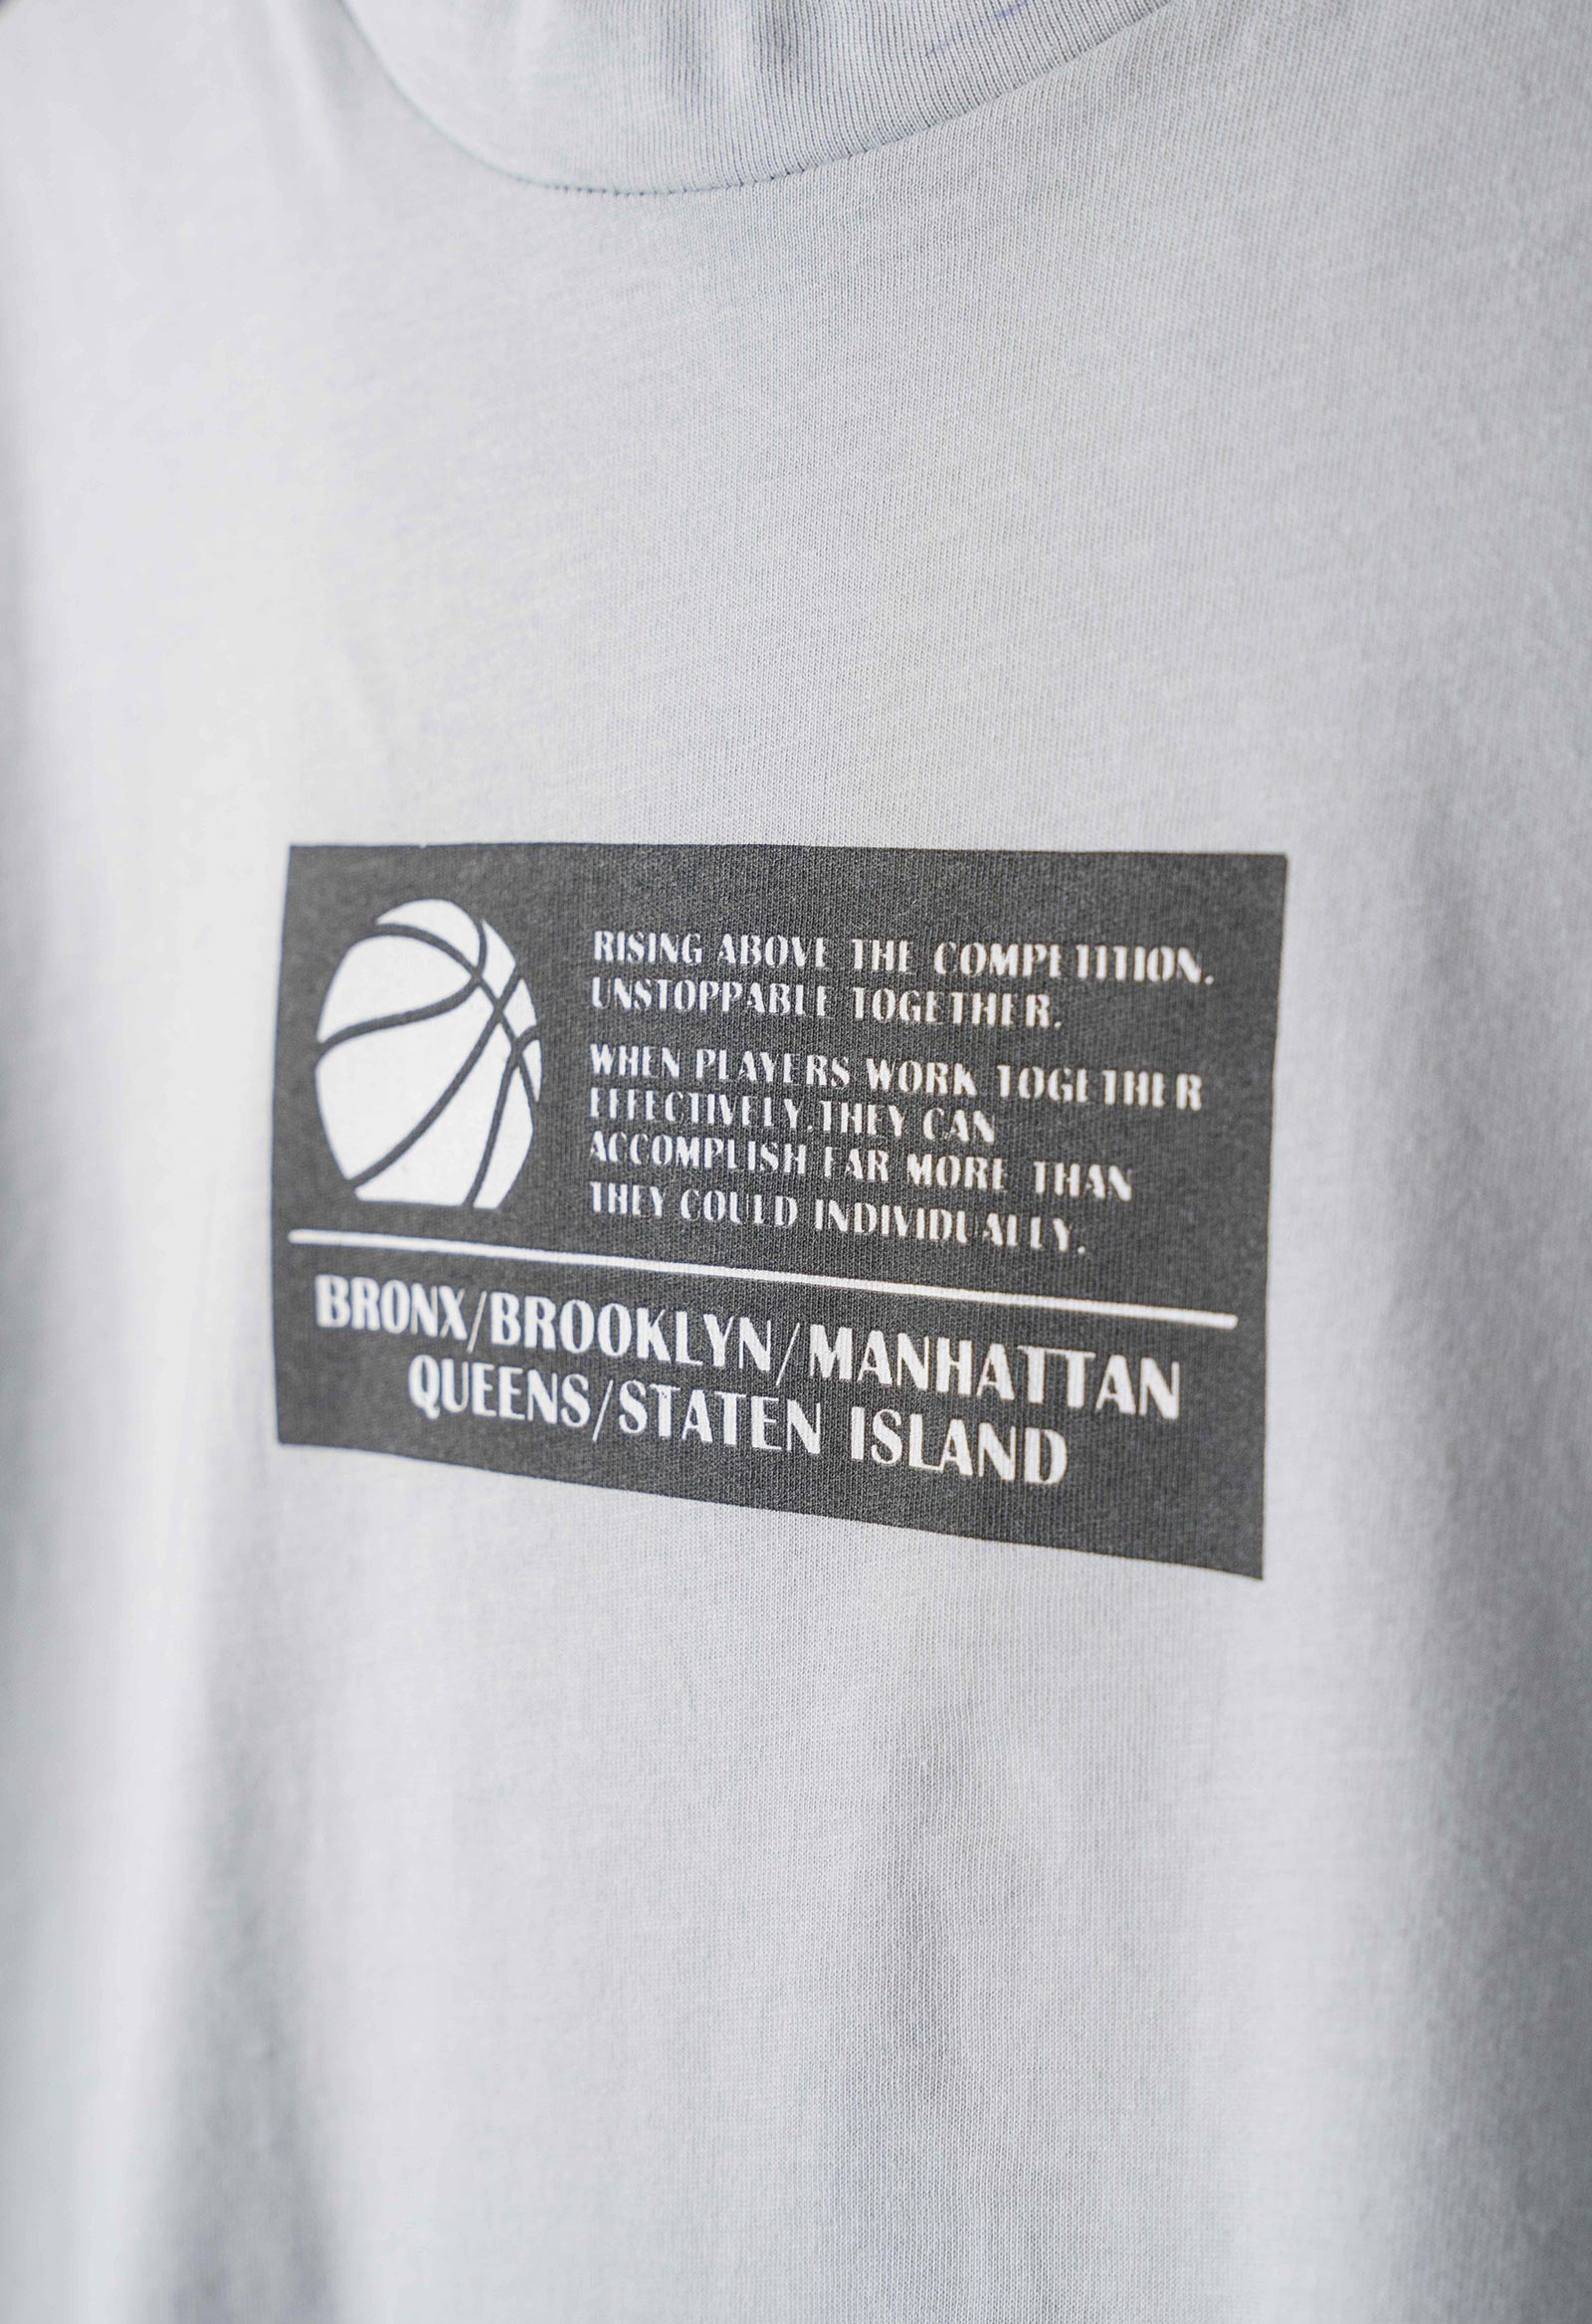 RISING ABOVE THE COMPETITION.
UNSTOPPABLE TOGETHER.
WHEN PLAYERS WORK TOGETHER
EFFECTIVELY.THEY CAN
ACCOMPLISH FAR MORE THAN
THEY COULD INDIVIDUALLY.
BRONX/BROOKLYN/MANHATTAN
QUEENS/STATEN ISLAND